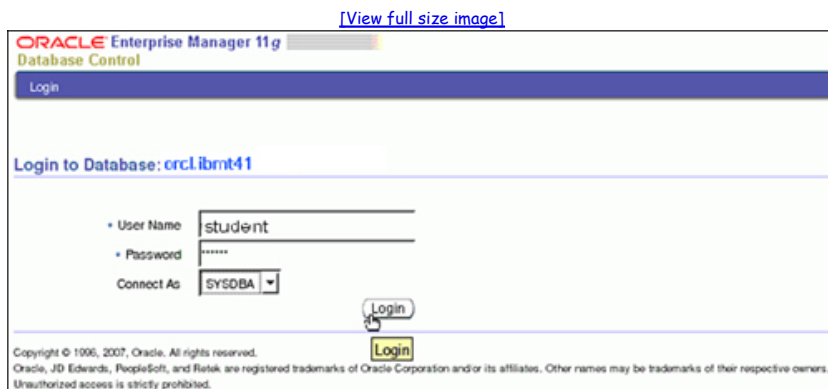 [View full size image]
ORACLE Enterprise Manager 11g
Database Control
Login
Login to Database: orcl.ibmt41
• User Name student
• Password ••••••
Connect As SYSDBA
Login
Login
Copyright © 1996, 2007, Oracle. All rights reserved.
Oracle, JD Edwards, PeopleSoft, and Retek are registered trademarks of Oracle Corporation and/or its affiliates. Other names may be trademarks of their respective owners.
Unauthorized access is strictly prohibited.